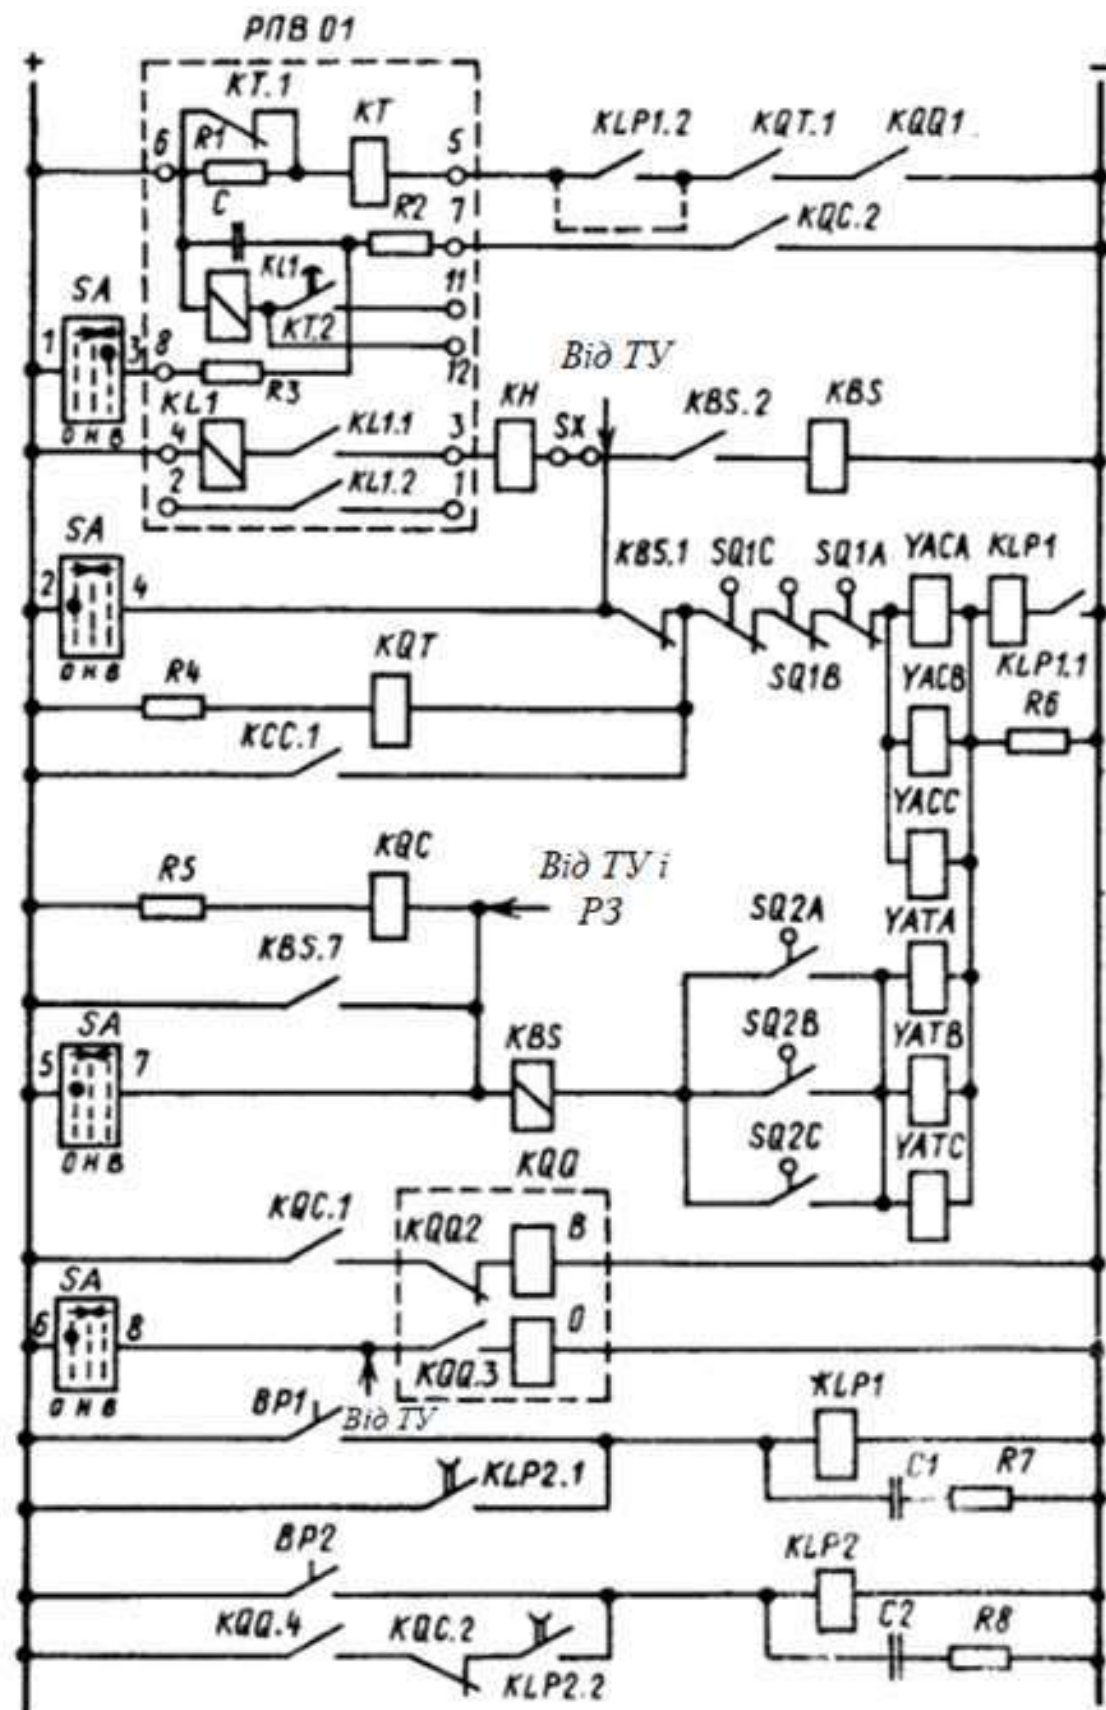 РПВ 01
+
–
KT.1
KT
KLP1.2
KQT.1
KQQ1
6
R1
5
C
R2
7
KQC.2
SA
KL1
11
KT.2
1
3
8
12
R3
Від ТУ
О Н В
KL1
KL1.1
KH
SX
KBS.2
KBS
4
3
2
KL1.2
1
SA
KBS.1
SQ1C
SQ1A
YACA
KLP1
2
4
О Н В
KQT
SQ1B
YACB
KLP1.1
R4
R6
KCC.1
YACC
KQC
R5
Від ТУ і
РЗ
SQ2A
YATA
KBS.7
SA
KBS
SQ2B
YATB
5
7
О Н В
SQ2C
YATC
KQQ
KQC.1
KQQ2
В
SA
О
6
8
KQQ.3
О Н В
BP1
Від ТУ
KLP1
KLP2.1
C1
R7
BP2
KLP2
KQQ.4
KQC.2
C2
R8
KLP2.2